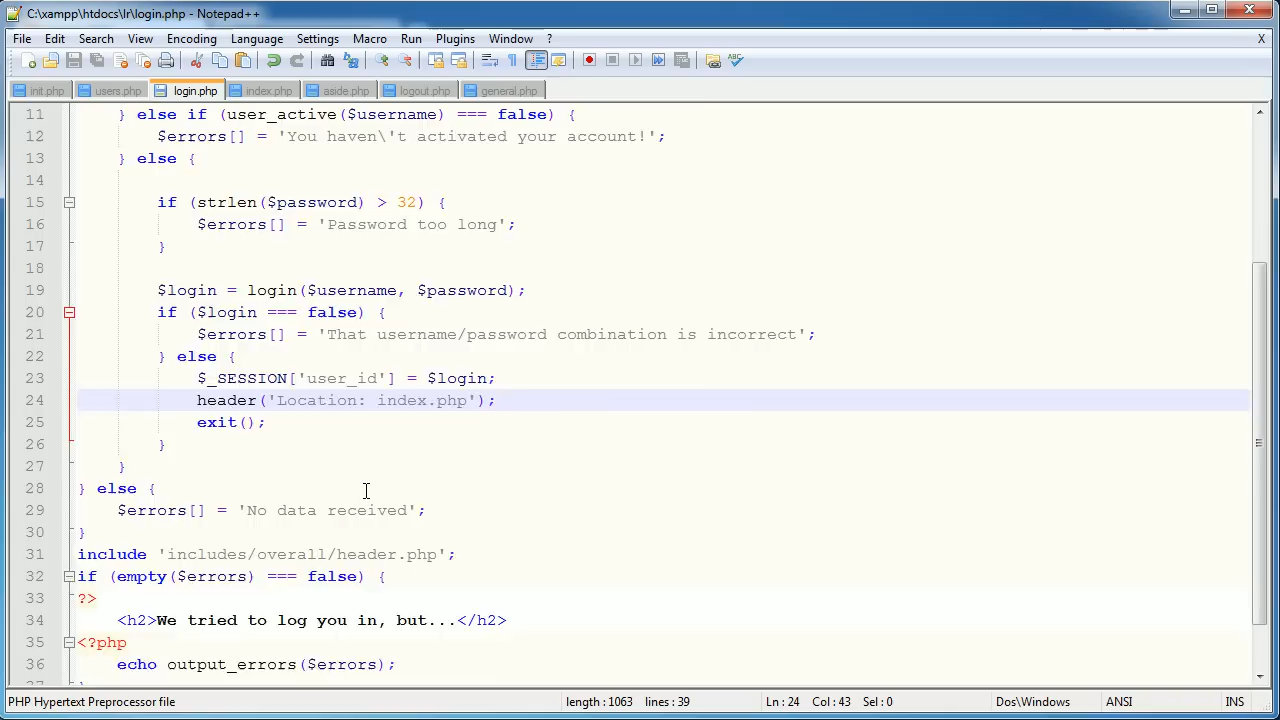 C:\xampp\htdocs\lr\login.php - Notepad++
File Edit Search View Encoding Language Settings Macro Run Plugins Window ? X
init.php users.php login.php index.php aside.php logout.php general.php
11 } else if (user_active($username) === false) {
12 $errors[] = 'You haven\'t activated your account!';
13 } else {
14
15 if (strlen($password) > 32) {
16 $errors[] = 'Password too long';
17 }
18
19 $login = login($username, $password);
20 if ($login === false) {
21 $errors[] = 'That username/password combination is incorrect';
22 } else {
23 $_SESSION['user_id'] = $login;
24 header('Location: index.php');
25 exit();
26 }
27 }
28 } else {
29 $errors[] = 'No data received';
30 }
31 include 'includes/overall/header.php';
32 if (empty($errors) === false) {
33 ?>
34 <h2>We tried to log you in, but...</h2>
35 <?php
36 echo output_errors($errors);
PHP Hypertext Preprocessor file length : 1063 lines : 39 Ln : 24 Col : 43 Sel : 0 Dos\Windows ANSI INS